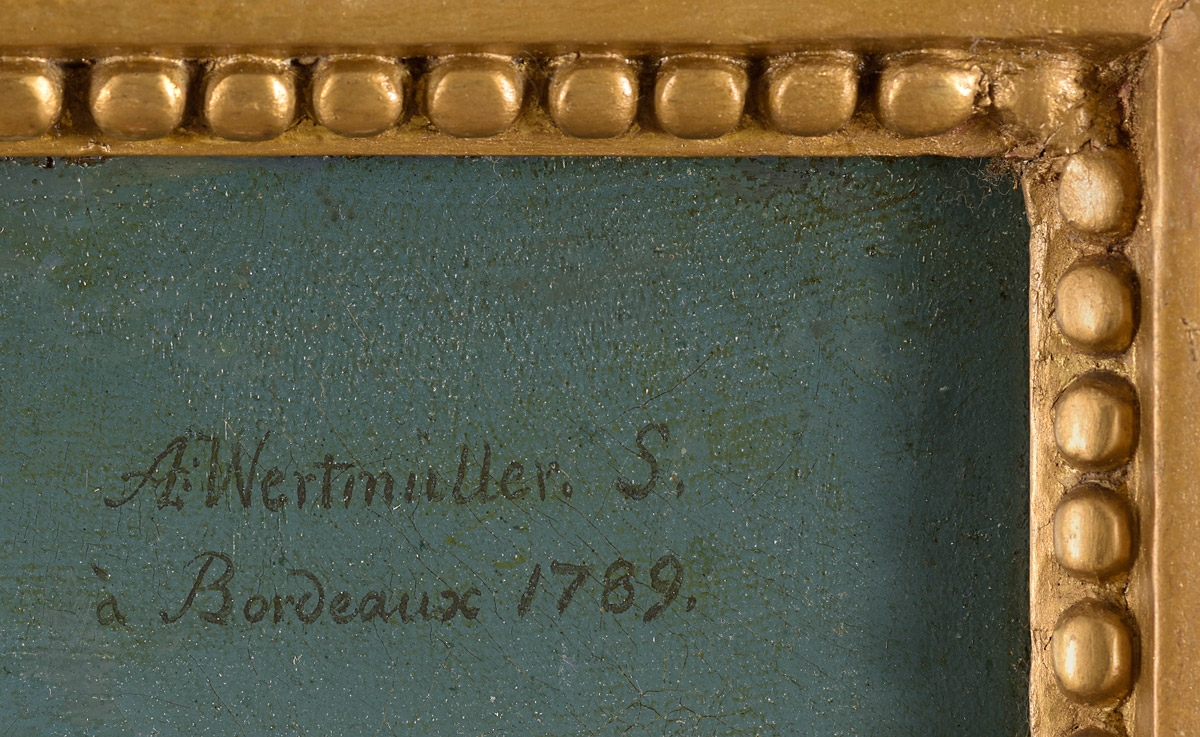 A: Wertmüller. S.
à Bordeaux 1789.